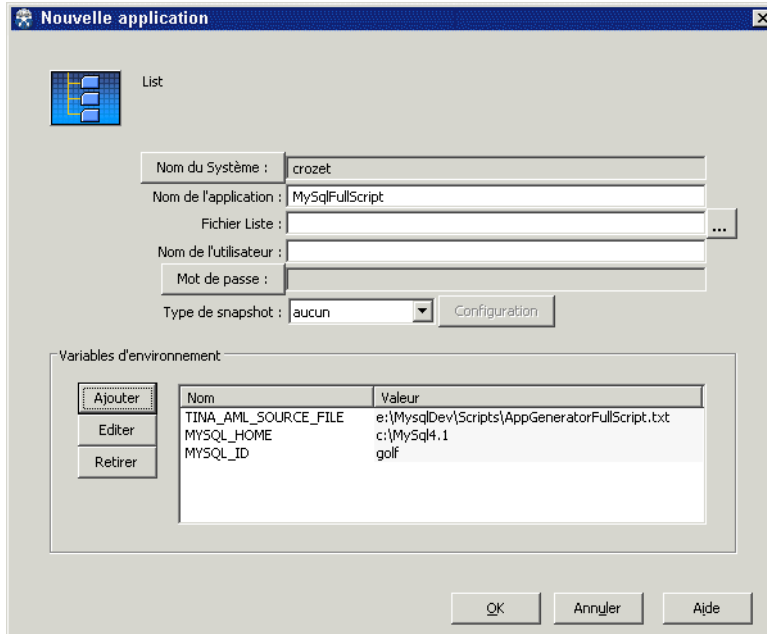 Nouvelle application
List
Nom du Système : crozet
Nom de l'application : MySqlFullScript
Fichier Liste :
...
Nom de l'utilisateur :
Mot de passe :
Type de snapshot : aucun Configuration
Variables d'environnement
Ajouter
Editer
Retirer
Nom Valeur
TINA_AML_SOURCE_FILE e:\MysqlDev\Scripts\AppGeneratorFullScript.txt
MYSQL_HOME c:\MySql4.1
MYSQL_ID golf
OK Annuler Aide